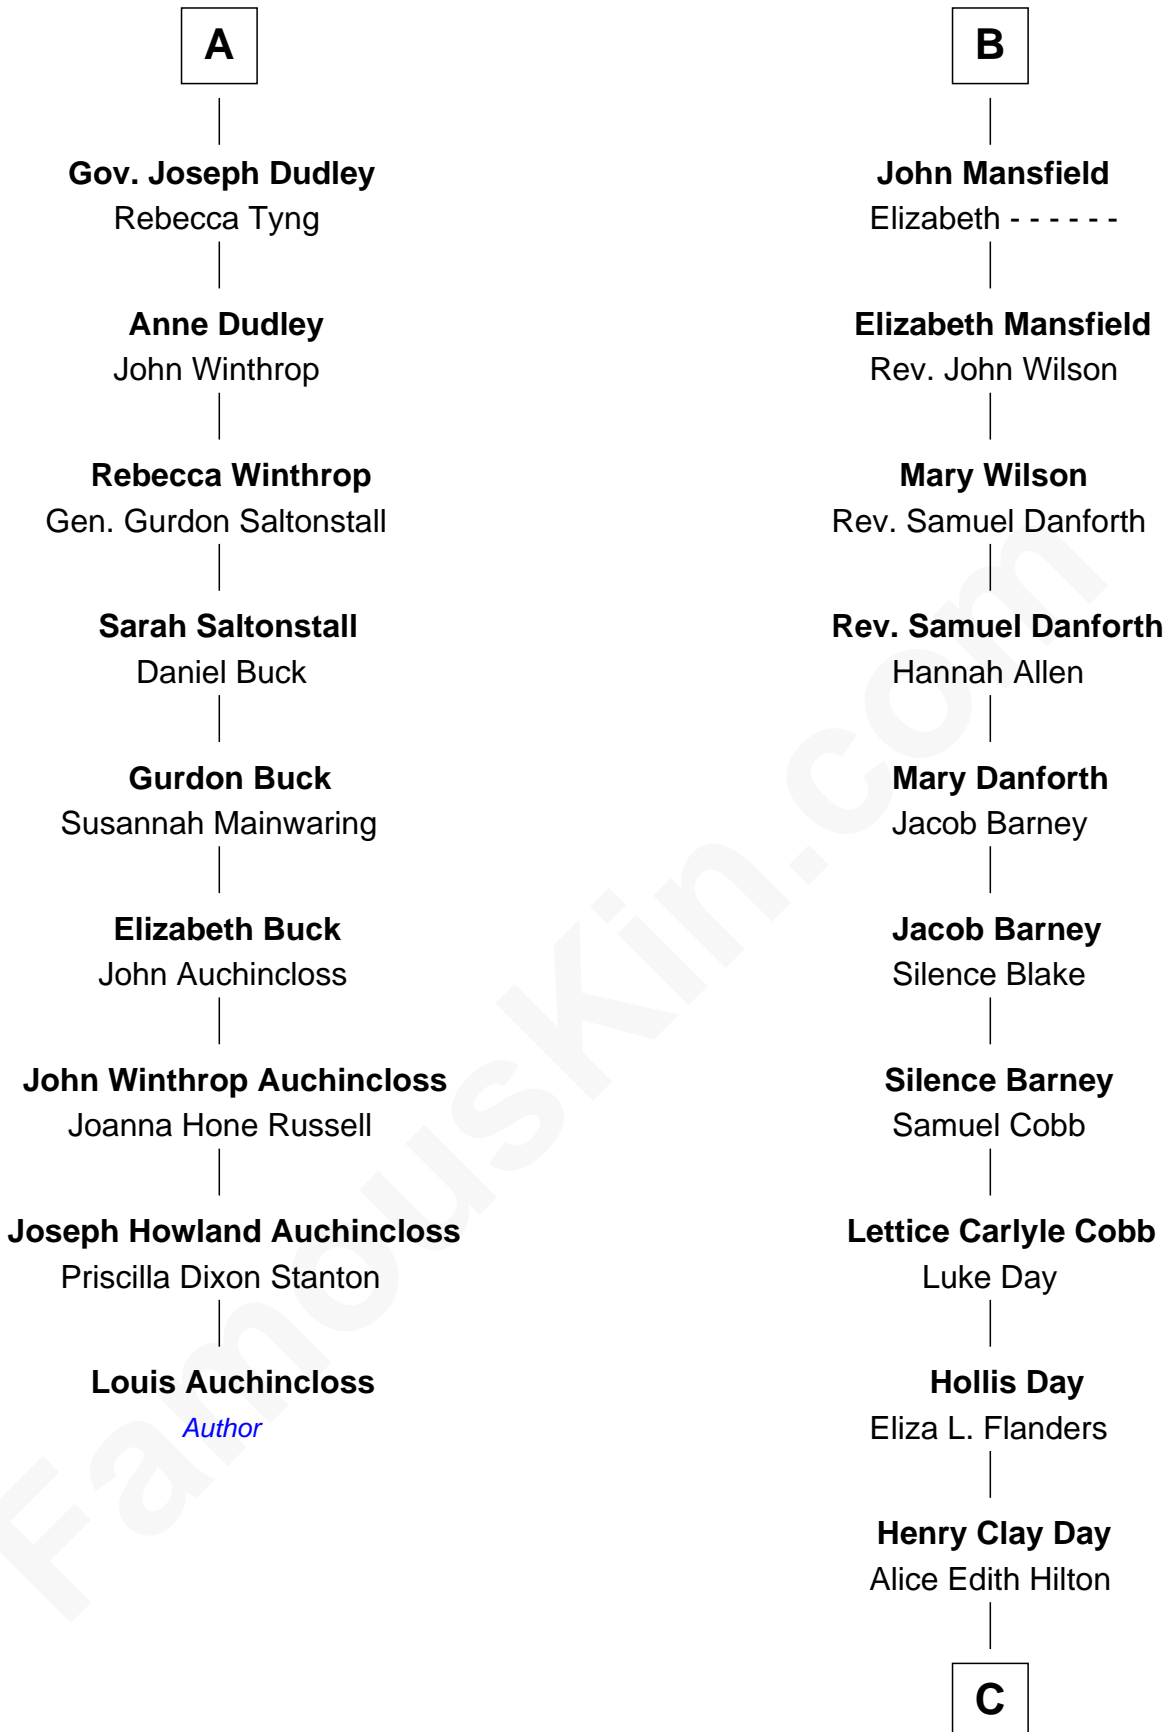 A
Gov. Joseph Dudley
Rebecca Tyng
Anne Dudley
John Winthrop
Rebecca Winthrop
Gen. Gurdon Saltonstall
Sarah Saltonstall
Daniel Buck
Gurdon Buck
Susannah Mainwaring
Elizabeth Buck
John Auchincloss
John Winthrop Auchincloss
Joanna Hone Russell
Joseph Howland Auchincloss
Priscilla Dixon Stanton
Louis Auchincloss
Author
B
John Mansfield
Elizabeth - - - - - -
Elizabeth Mansfield
Rev. John Wilson
Mary Wilson
Rev. Samuel Danforth
Rev. Samuel Danforth
Hannah Allen
Mary Danforth
Jacob Barney
Jacob Barney
Silence Blake
Silence Barney
Samuel Cobb
Lettice Carlyle Cobb
Luke Day
Hollis Day
Eliza L. Flanders
Henry Clay Day
Alice Edith Hilton
C
FamousKin.com